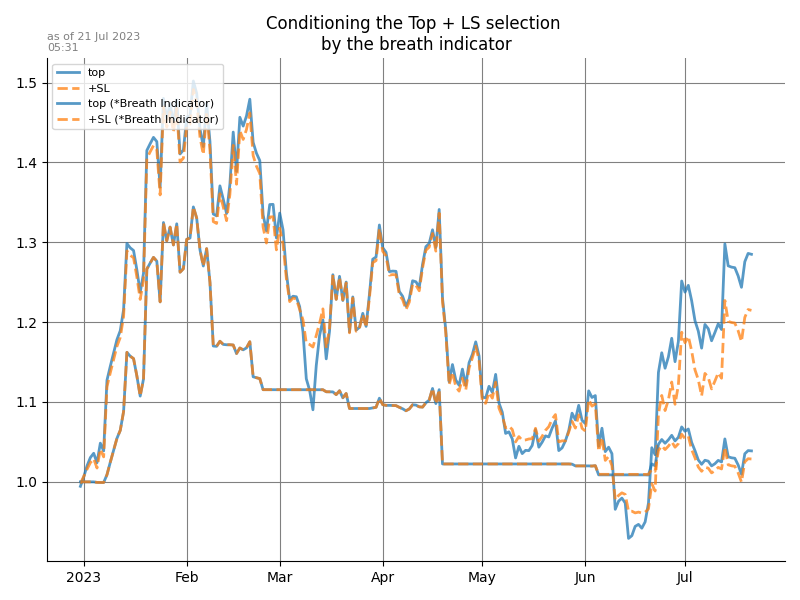 Conditioning the Top + LS selection
by the breath indicator
as of 21 Jul 2023
05:31
top
+SL
top (*Breath Indicator)
+SL (*Breath Indicator)
1.5
1.4
1.3
1.2
1.1
1.0
2023 Feb Mar Apr May Jun Jul